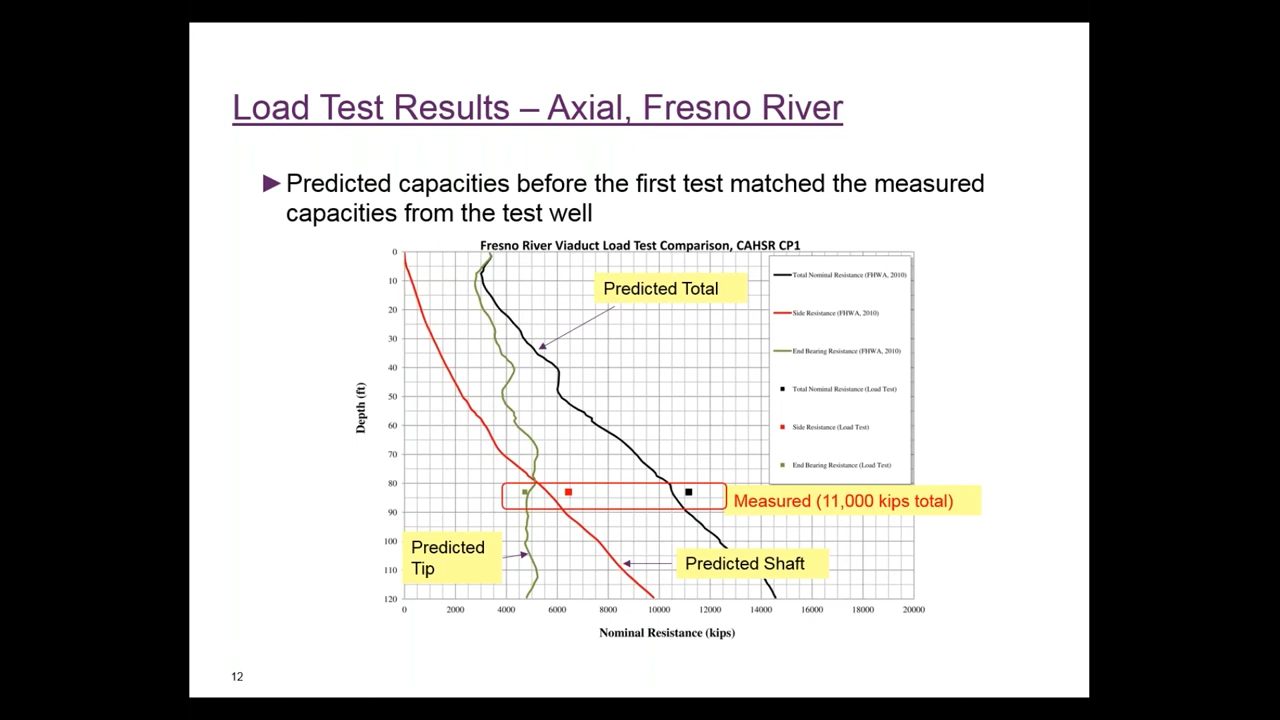 Load Test Results – Axial, Fresno River
►Predicted capacities before the first test matched the measured
capacities from the test well
Fresno River Viaduct Load Test Comparison, CAHSR CP1
Total Nominal Resistance (FHWA, 2010)
Side Resistance (FHWA, 2010)
End Bearing Resistance (FHWA, 2010)
Total Nominal Resistance (Load Test)
Side Resistance (Load Test)
End Bearing Resistance (Load Test)
Predicted Total
Measured (11,000 kips total)
Predicted
Tip
Predicted Shaft
Depth (ft)
0
10
20
30
40
50
60
70
80
90
100
110
120
0 2000 4000 6000 8000 10000 12000 14000 16000 18000 20000
Nominal Resistance (kips)
12